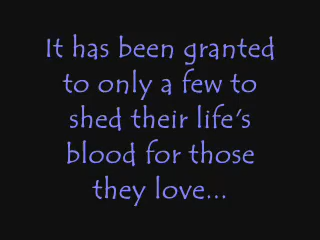 It has been granted
to only a few to
shed their life's
blood for those
they love...